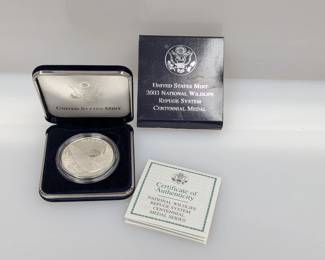 UNITED STATES MINT
UNITED STATES MINT
2003 NATIONAL WILDLIFE
REFUGE SYSTEM
CENTENNIAL MEDAL
Certificate of
Authenticity
NATIONAL WILDLIFE
REFUGE SYSTEM
CENTENNIAL
MEDAL SERIES